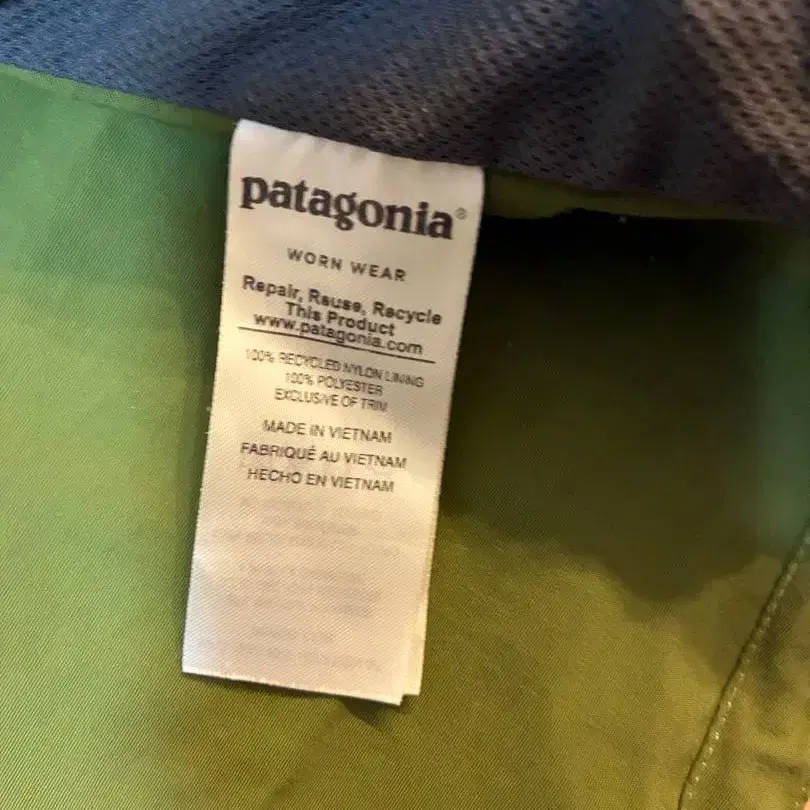 patagonia®
WORN WEAR
Repair, Reuse, Recycle
This Product
www.patagonia.com
100% RECYCLED NYLON LINING
100% POLYESTER
EXCLUSIVE OF TRIM
MADE IN VIETNAM
FABRIQUÉ AU VIETNAM
HECHO EN VIETNAM